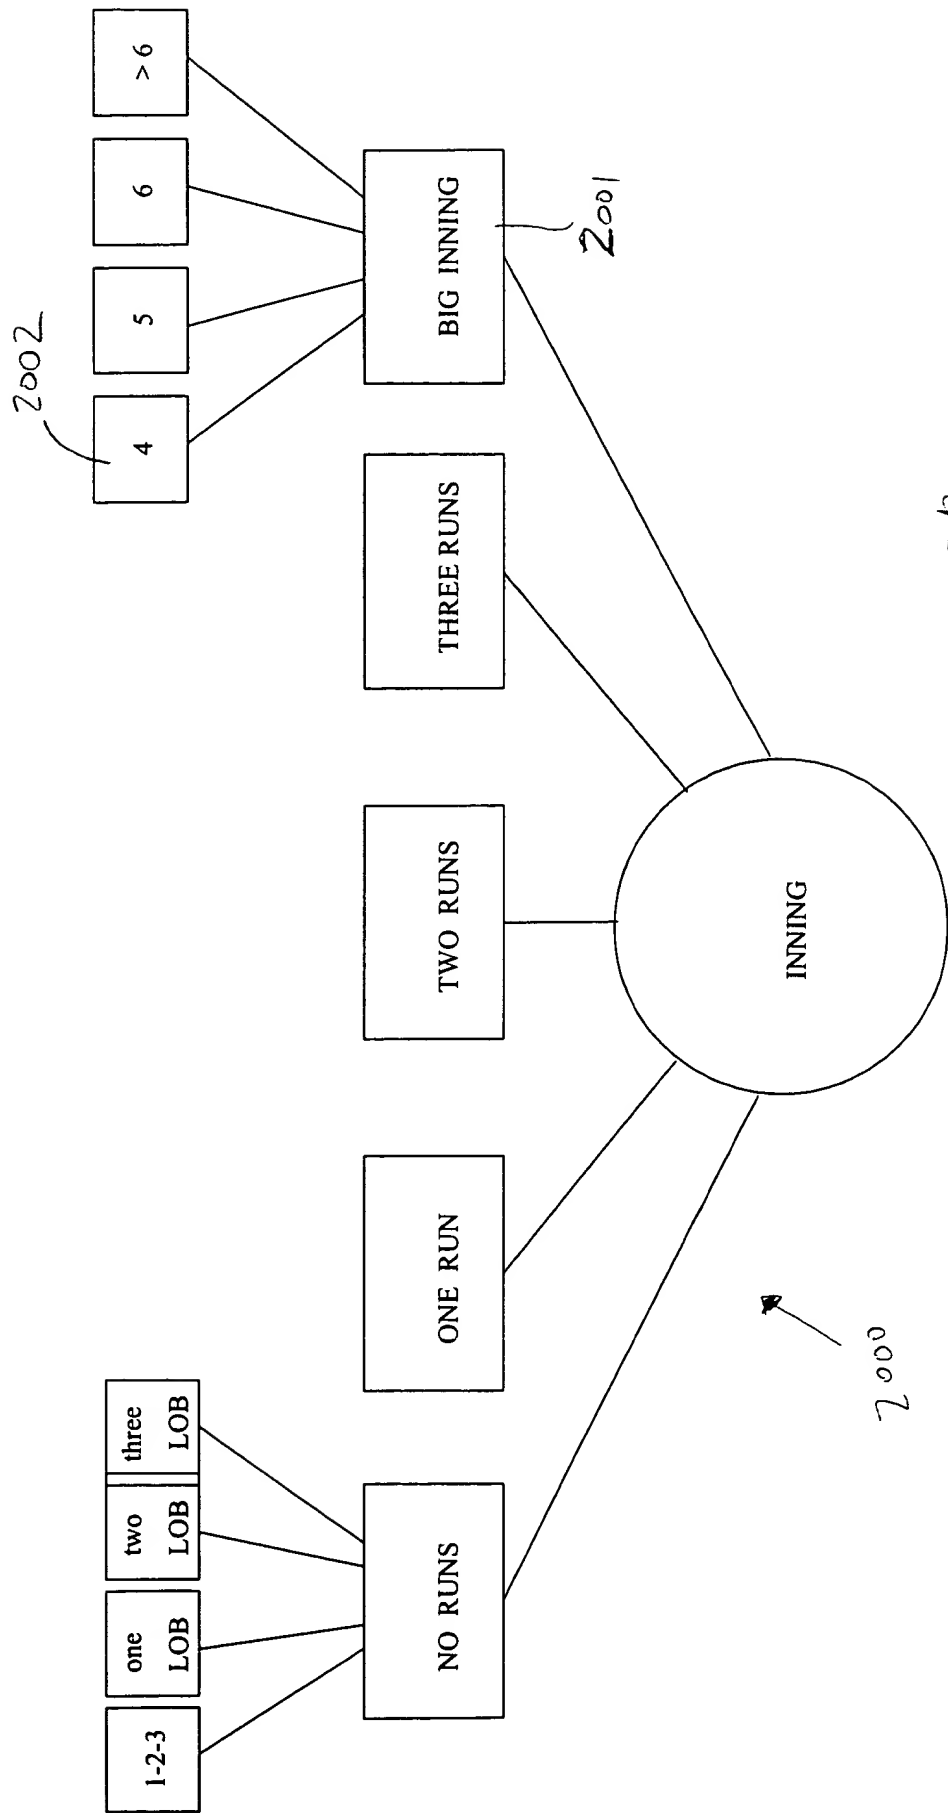 1-2-3
one
LOB
two
LOB
three
LOB
2002
4
5
6
> 6
NO RUNS
ONE RUN
TWO RUNS
THREE RUNS
BIG INNING
2001
INNING
2000